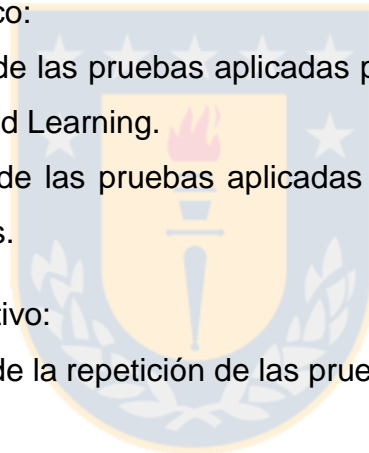 co:
de las pruebas aplicadas p
d Learning.
de las pruebas aplicadas
s.
tivo:
de la repetición de las prue